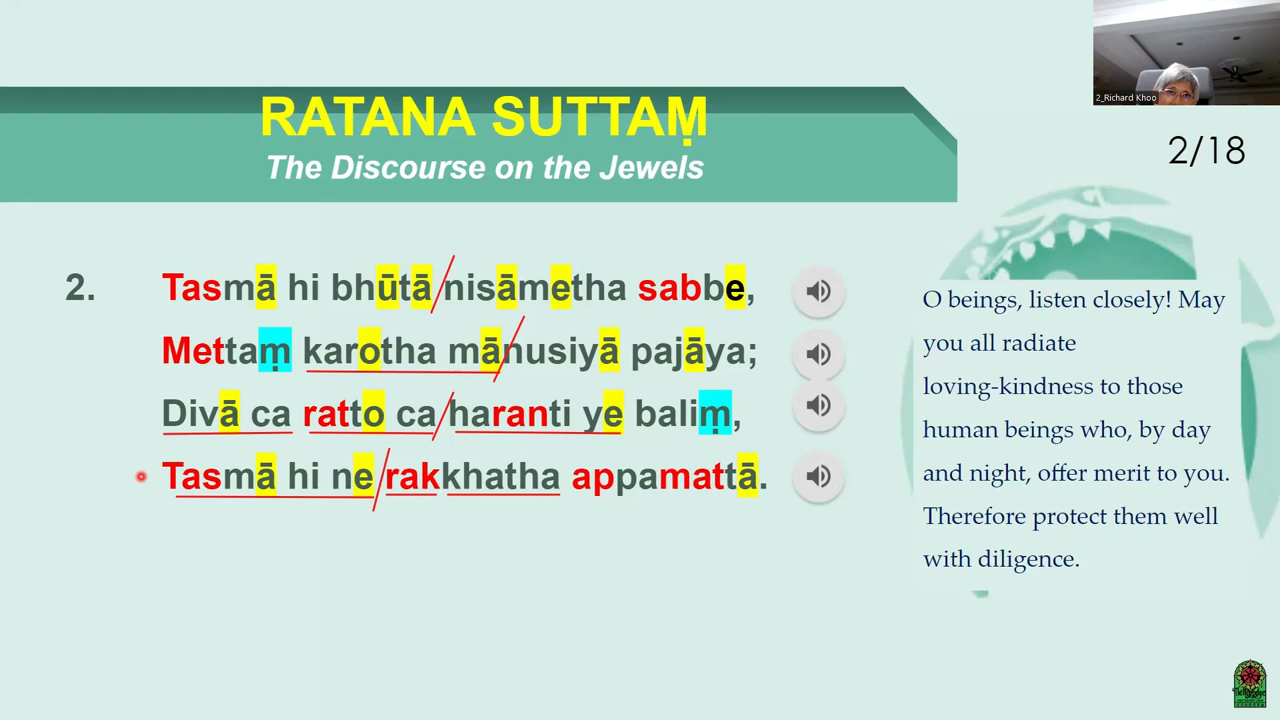 2_Richard Khoo
RATANA SUTTAṂ
The Discourse on the Jewels
2/18
2. Tasmā hi bhūtā nisāmetha sabbe,
Mettaṃ karotha mānusiyā pajāya;
Divā ca ratto ca haranti ye baliṃ,
Tasmā hi ne rakkhatha appamattā.
O beings, listen closely! May
you all radiate
loving-kindness to those
human beings who, by day
and night, offer merit to you.
Therefore protect them well
with diligence.